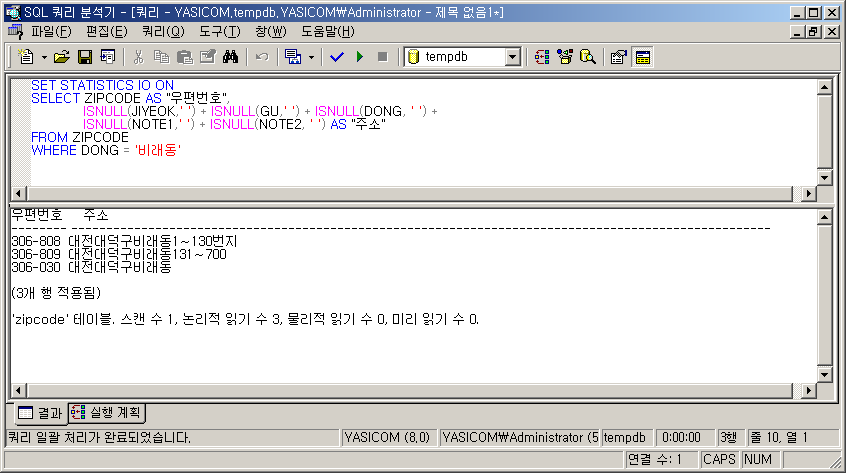 SQL 쿼리 분석기 - [쿼리 - YASICOM,tempdb,YASICOM₩Administrator - 제목 없음1*]
파일(F) 편집(E) 쿼리(Q) 도구(T) 창(W) 도움말(H)
tempdb
SET STATISTICS IO ON
SELECT ZIPCODE AS "우편번호",
ISNULL(JIYEOK,' ') + ISNULL(GU,' ') + ISNULL(DONG, ' ') +
ISNULL(NOTE1,' ') + ISNULL(NOTE2, ' ') AS "주소"
FROM ZIPCODE
WHERE DONG = '비래동'
우편번호 주소
306-808 대전대덕구비래동1~130번지
306-809 대전대덕구비래동131~700
306-030 대전대덕구비래동
(3개 행 적용됨)
'zipcode' 테이블. 스캔 수 1, 논리적 읽기 수 3, 물리적 읽기 수 0, 미리 읽기 수 0.
결과 실행 계획
쿼리 일괄 처리가 완료되었습니다. YASICOM (8,0) YASICOM₩Administrator (5 tempdb 0:00:00 3행 줄 10, 열 1
연결 수: 1 CAPS NUM